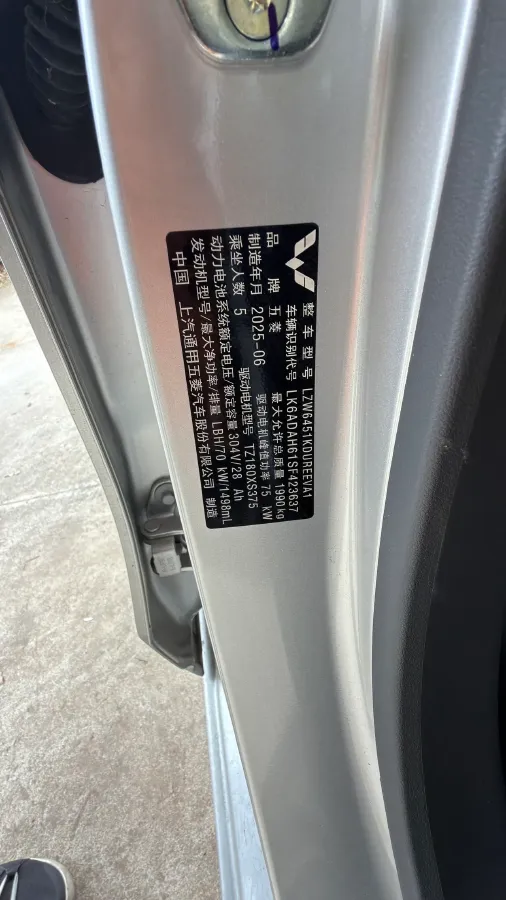 整车型号 LZW6451KDUREEVA1
车辆识别代号 LK6ADAH61SF423637
品牌 五菱 最大允许总质量 1990kg
制造年月 2025-06 驱动电机峰值功率 75 kW
乘坐人数 5 驱动电机型号 TZ180XS375
动力电池系统额定电压/额定容量 304V/28 Ah
发动机型号/最大净功率/排量 LBH/70 kW/1498mL
中国 上汽通用五菱汽车股份有限公司 制造